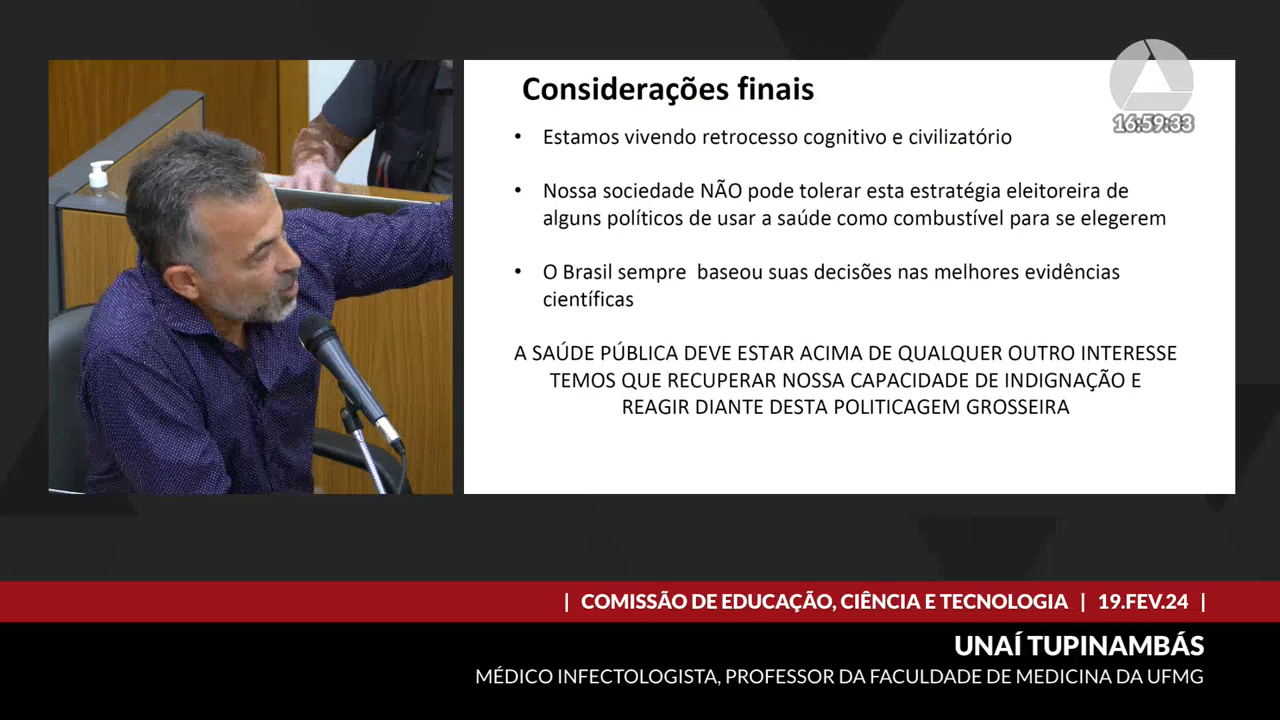 Considerações finais
16:59:33
• Estamos vivendo retrocesso cognitivo e civilizatório
• Nossa sociedade NÃO pode tolerar esta estratégia eleitoreira de
alguns políticos de usar a saúde como combustível para se elegerem
• O Brasil sempre baseou suas decisões nas melhores evidências
científicas
A SAÚDE PÚBLICA DEVE ESTAR ACIMA DE QUALQUER OUTRO INTERESSE
TEMOS QUE RECUPERAR NOSSA CAPACIDADE DE INDIGNAÇÃO E
REAGIR DIANTE DESTA POLITICAGEM GROSSEIRA
| COMISSÃO DE EDUCAÇÃO, CIÊNCIA E TECNOLOGIA | 19.FEV.24 |
UNAÍ TUPINAMBÁS
MÉDICO INFECTOLOGISTA, PROFESSOR DA FACULDADE DE MEDICINA DA UFMG